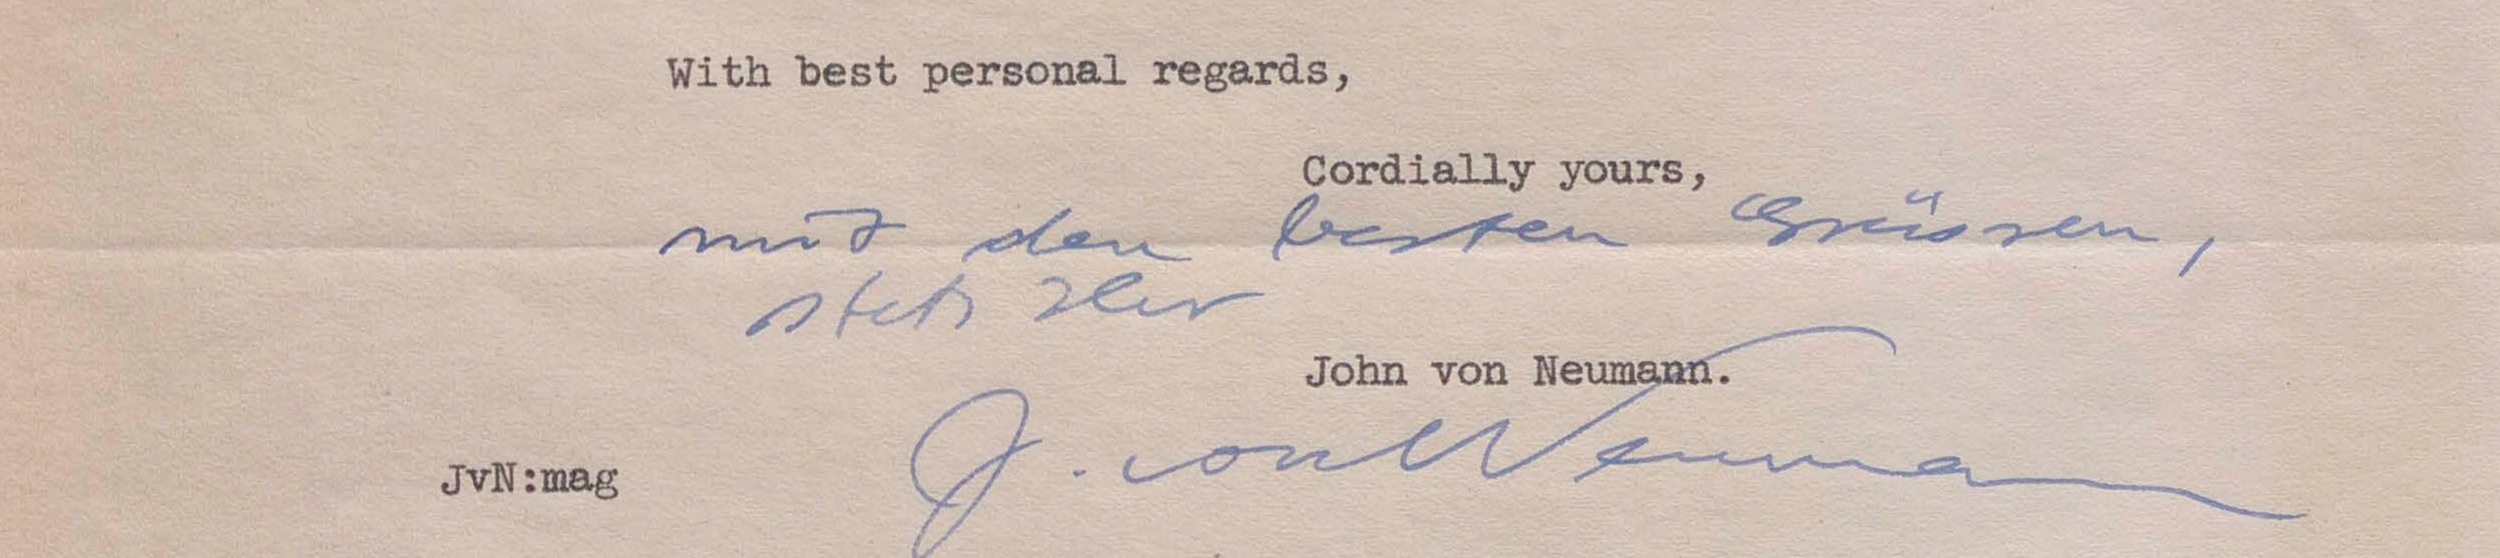 With best personal regards,
Cordially yours,
mit den besten Grüssen,
stets Ihr
John von Neumann.
J. von Neumann
JvN:mag